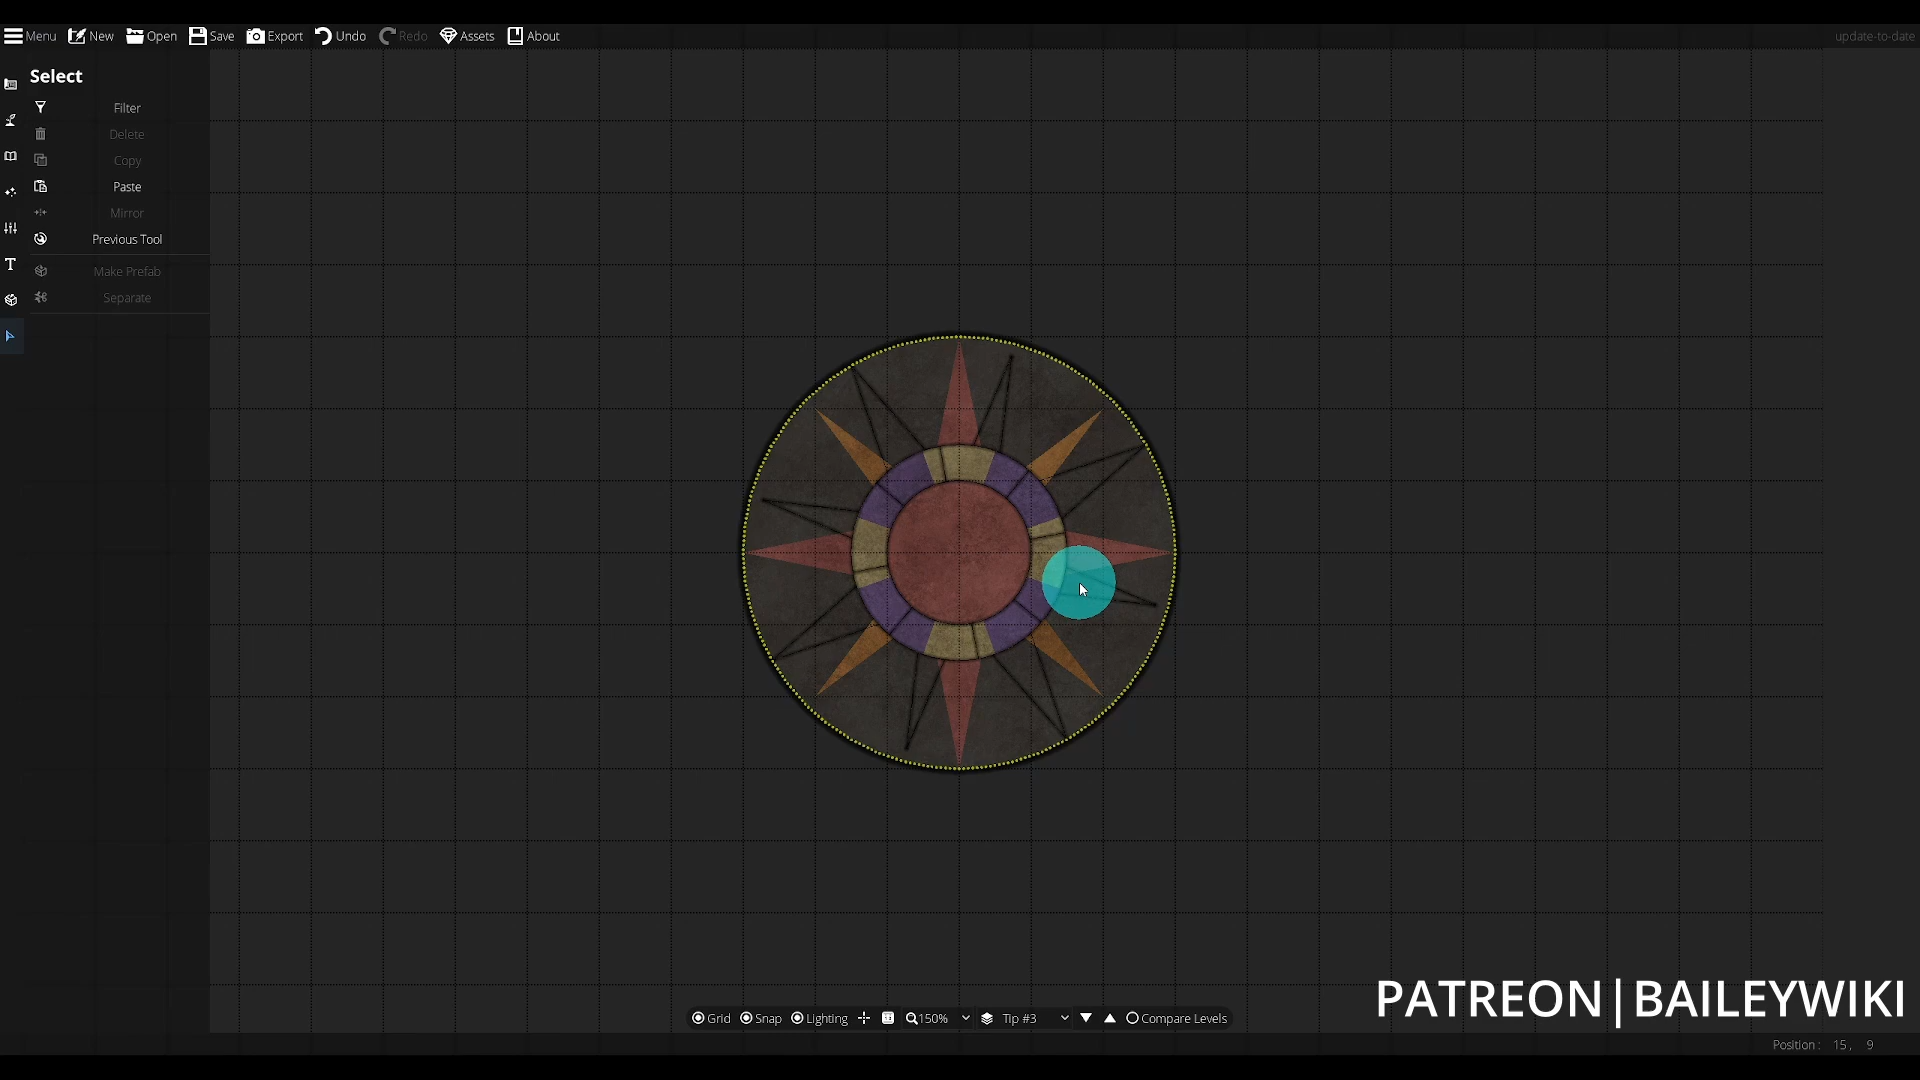 Menu New Open Save Export Undo Redo Assets About update-to-date
Select
Filter
Delete
Copy
Paste
Mirror
Previous Tool
T
Make Prefab
Separate
PATREON|BAILEYWIKI
Grid Snap Lighting 150% Tip #3 Compare Levels
Position : 15 , 9